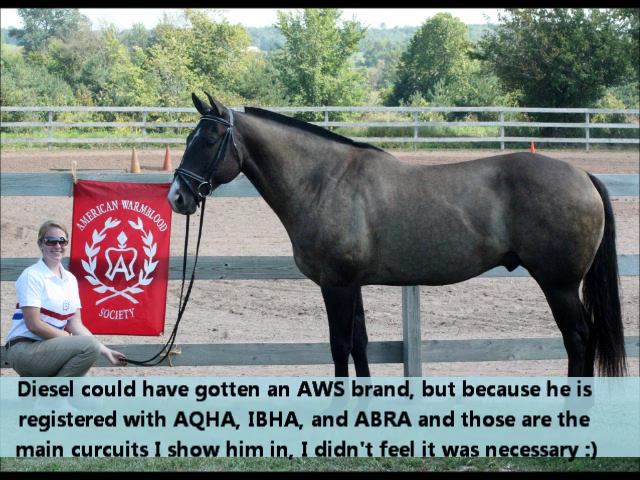 AMERICAN WARMBLOOD
A
SOCIETY
Diesel could have gotten an AWS brand, but because he is
registered with AQHA, IBHA, and ABRA and those are the
main curcuits I show him in, I didn't feel it was necessary :)